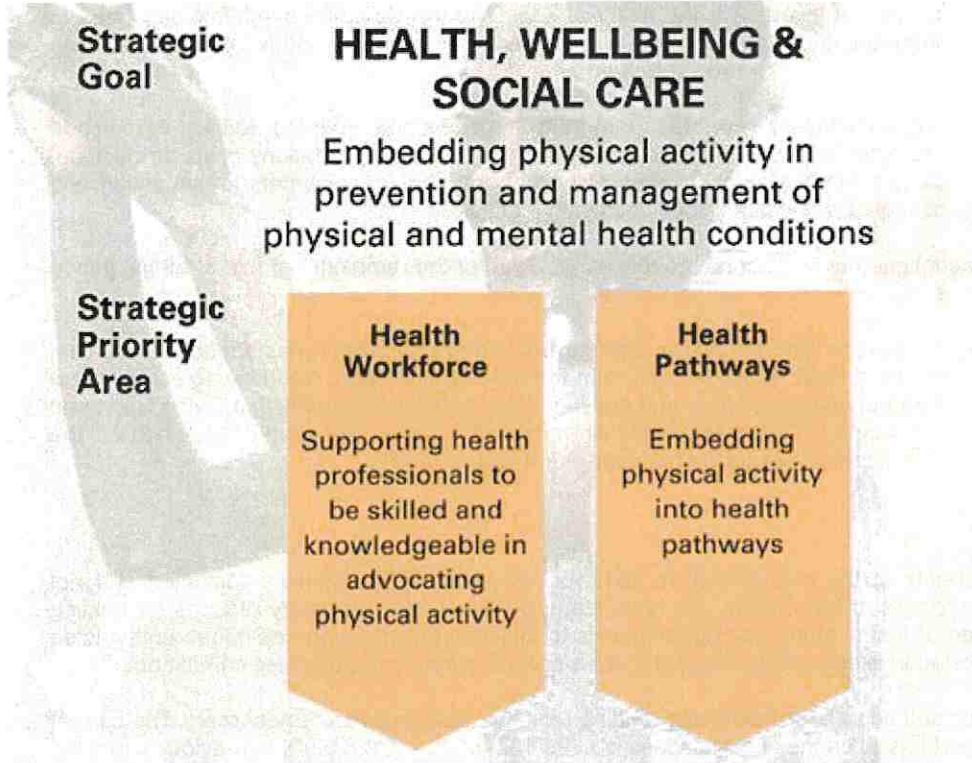 Strategic
Goal
HEALTH, WELLBEING &
SOCIAL CARE
Embedding physical activity in
prevention and management of
physical and mental health conditions
Strategic
Priority
Area
Health
Workforce
Supporting health
professionals to
be skilled and
knowledgeable in
advocating
physical activity
Health
Pathways
Embedding
physical activity
into health
pathways